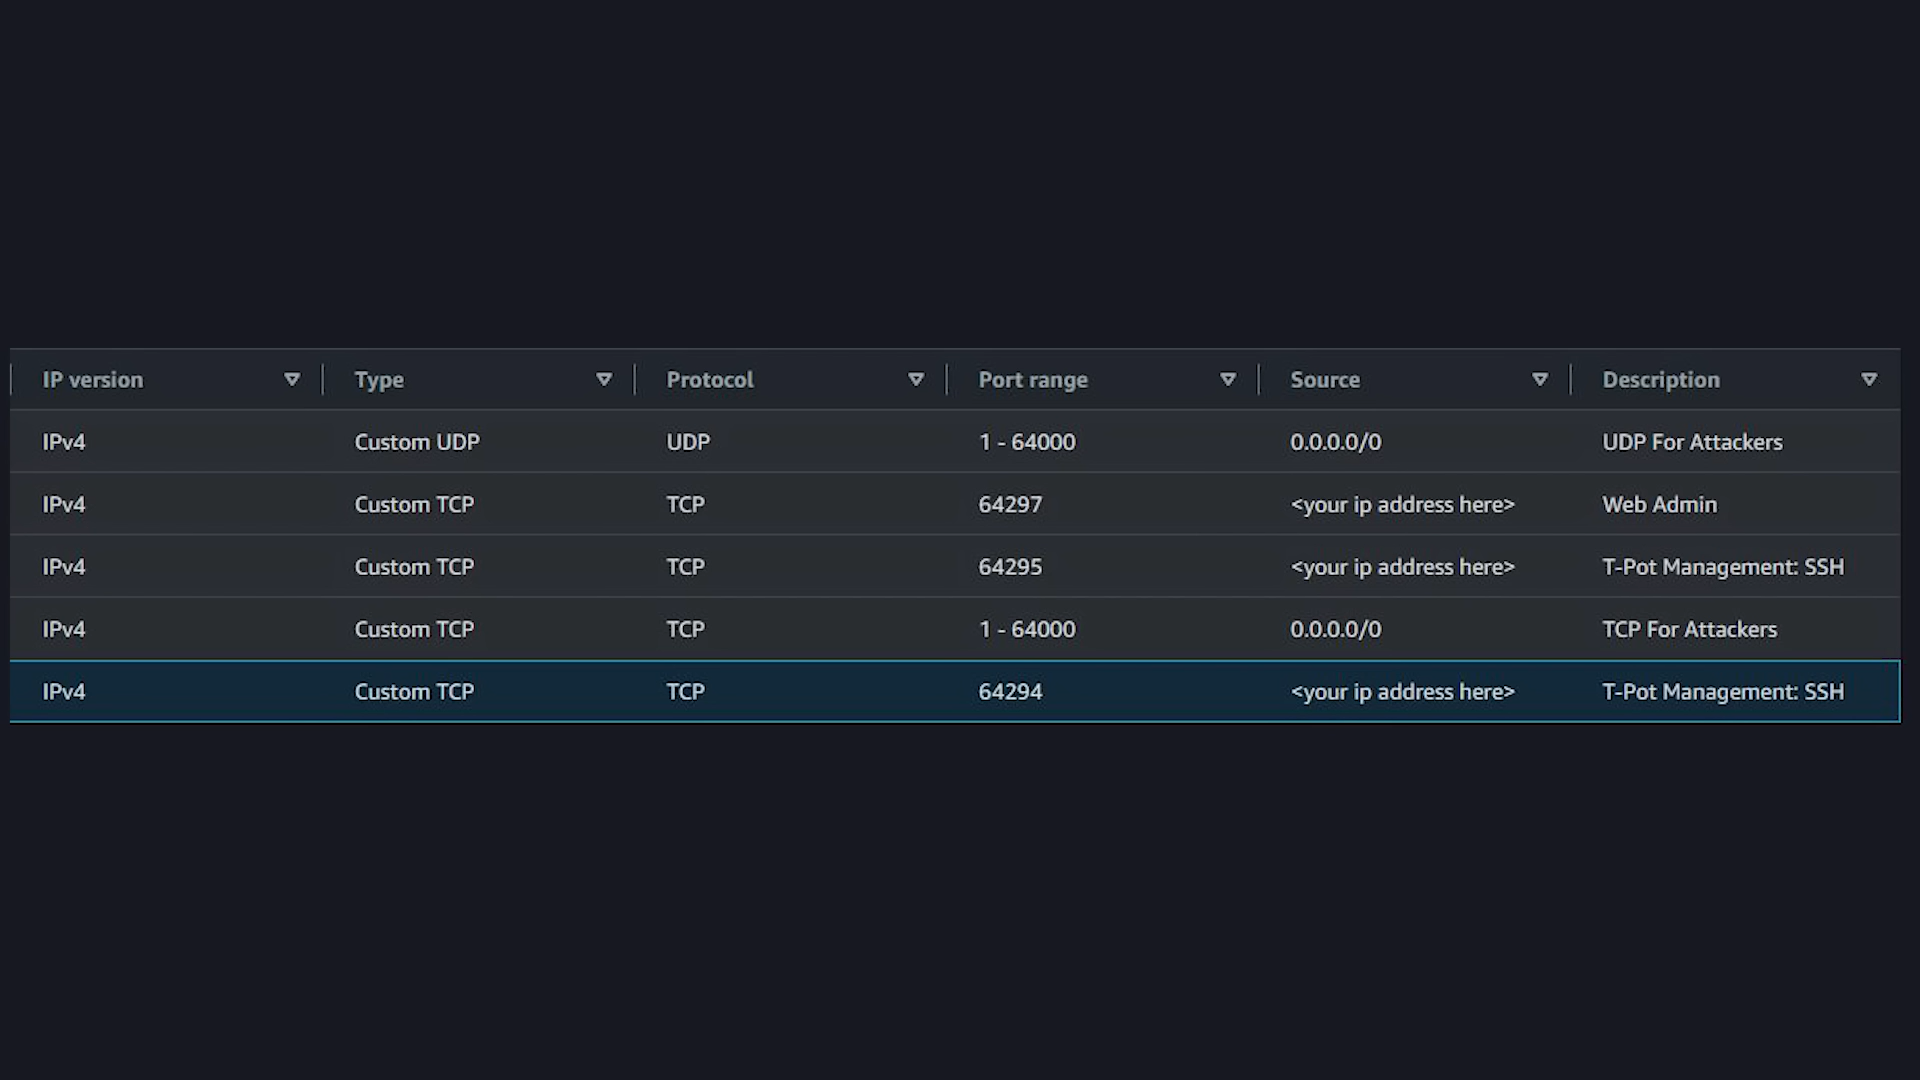 IP version Type Protocol Port range Source Description
IPv4 Custom UDP UDP 1 - 64000 0.0.0.0/0 UDP For Attackers
IPv4 Custom TCP TCP 64297 <your ip address here> Web Admin
IPv4 Custom TCP TCP 64295 <your ip address here> T-Pot Management: SSH
IPv4 Custom TCP TCP 1 - 64000 0.0.0.0/0 TCP For Attackers
IPv4 Custom TCP TCP 64294 <your ip address here> T-Pot Management: SSH